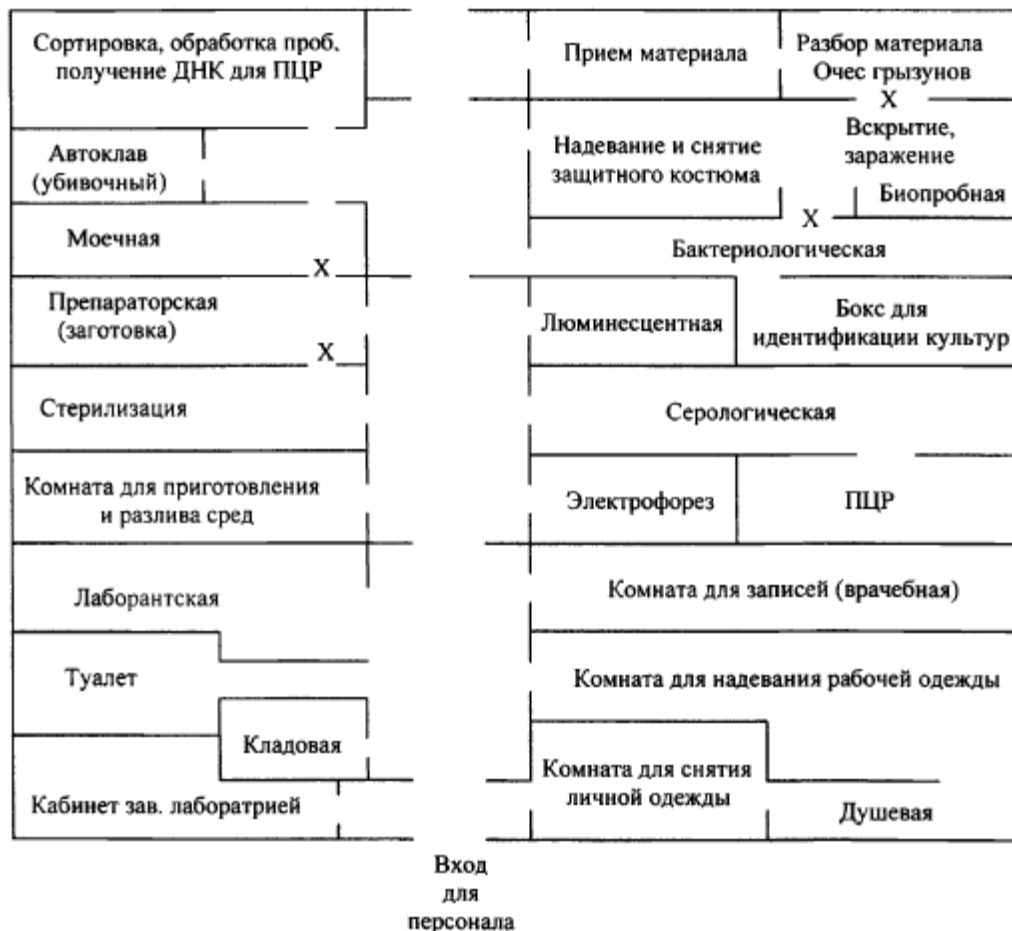 Сортировка, обработка проб,
получение ДНК для ПЦР
Прием материала
Разбор материала
Очес грызунов
X
Автоклав
(убивочный)
Надевание и снятие
защитного костюма
Вскрытие,
заражение
Биопробная
X
Моечная
X
Бактериологическая
Препараторская
(заготовка)
X
Люминесцентная
Бокс для
идентификации культур
Стерилизация
Серологическая
Комната для приготовления
и разлива сред
Электрофорез
ПЦР
Лаборантская
Комната для записей (врачебная)
Туалет
Комната для надевания рабочей одежды
Кладовая
Комната для снятия
личной одежды
Кабинет зав. лаборатрией
Душевая
Вход
для
персонала